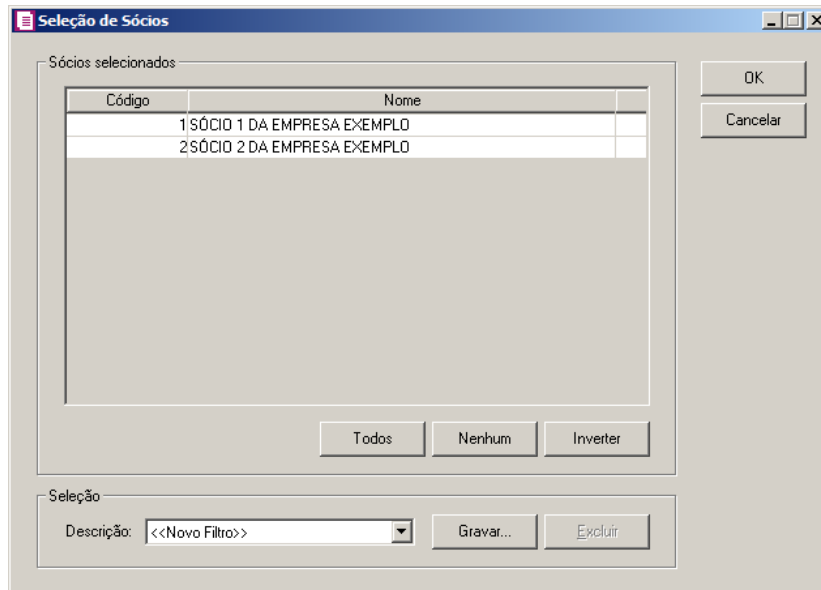 Seleção de Sócios
Sócios selecionados
Código Nome
1 SÓCIO 1 DA EMPRESA EXEMPLO
2 SÓCIO 2 DA EMPRESA EXEMPLO
OK
Cancelar
Todos Nenhum Inverter
Seleção
Descrição: <<Novo Filtro>> Gravar... Excluir